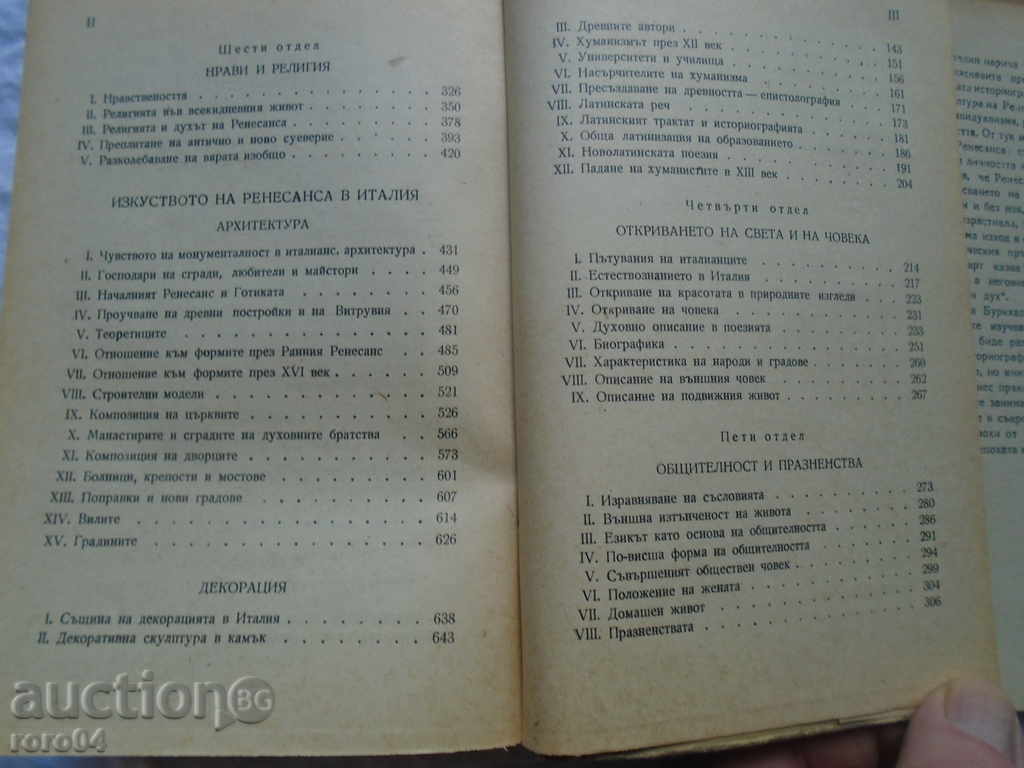 II
Шести отдел
НРАВИ И РЕЛИГИЯ
I. Нравствеността . . . . . . . . . . . . 326
II. Религията във всекидневния живот . . . . 350
III. Религията и духът на Ренесанса . . . . . 378
IV. Преплитане на антично и ново суеверие . . 393
V. Разколебаване на вярата изобщо . . . . . 420
ИЗКУСТВОТО НА РЕНЕСАНСА В ИТАЛИЯ
АРХИТЕКТУРА
I. Чувството на монументалност в италианс. архитектура . 431
II. Господари на сгради, любители и майстори . . . . 449
III. Началният Ренесанс и Готиката . . . . . . 456
IV. Проучване на древни постройки и на Витрувия . . 470
V. Теоретиците . . . . . . . . . . . . 481
VI. Отношение към формите през Ранния Ренесанс . . . 485
VII. Отношение към формите през XVI век . . . . . 509
VIII. Строителни модели . . . . . . . . . . 521
IX. Композиция на църквите . . . . . . . . 526
X. Манастирите и сградите на духовните братства . . 566
XI. Композиция на дворците . . . . . . . . 573
XII. Болници, крепости и мостове . . . . . . . 601
XIII. Поправки и нови градове . . . . . . . . 607
XIV. Вилите . . . . . . . . . . . . . . 614
XV. Градините . . . . . . . . . . . . . 626
ДЕКОРАЦИЯ
I. Същина на декорацията в Италия . . . . . . 638
II. Декоративна скулптура в камък . . . . . . 643
III
III. Древните автори . . . . . . . . . . .
IV. Хуманизмът през XII век . . . . . . . . 143
V. Университети и училища . . . . . . . . 151
VI. Насърчителите на хуманизма . . . . . . . 156
VII. Пресъздаване на древността — епистолография . . 161
VIII. Латинската реч . . . . . . . . . . . 171
IX. Латинският трактат и историографията . . . . 173
X. Обща латинизация на образованието . . . . . 181
XI. Новолатинската поезия . . . . . . . . . 186
XII. Падане на хуманистите в XIII век . . . . . 191
204
Четвърти отдел
ОТКРИВАНЕТО НА СВЕТА И НА ЧОВЕКА
I. Пътувания на италианците . . . . . . . . 214
II. Естествознанието в Италия . . . . . . . . 217
III. Откриване на красотата в природните изгледи . . 223
IV. Откриване на човека . . . . . . . . . 231
V. Духовно описание в поезията . . . . . . . 233
VI. Биографика . . . . . . . . . . . . 251
VII. Характеристика на народи и градове . . . . . 260
VIII. Описание на външния човек . . . . . . . 262
IX. Описание на подвижния живот . . . . . . . 267
Пети отдел
ОБЩИТЕЛНОСТ И ПРАЗНЕНСТВА
I. Изравняване на съсловията . . . . . . . . 273
II. Външна изтънченост на живота . . . . . . 280
III. Езикът като основа на общителността . . . . 286
IV. По-висша форма на общителността . . . . . 291
V. Съвършеният обществен човек . . . . . . . 294
VI. Положение на жената . . . . . . . . . 299
VII. Домашен живот . . . . . . . . . . . 304
VIII. Празненствата . . . . . . . . . . . 306
auction BG
roro04